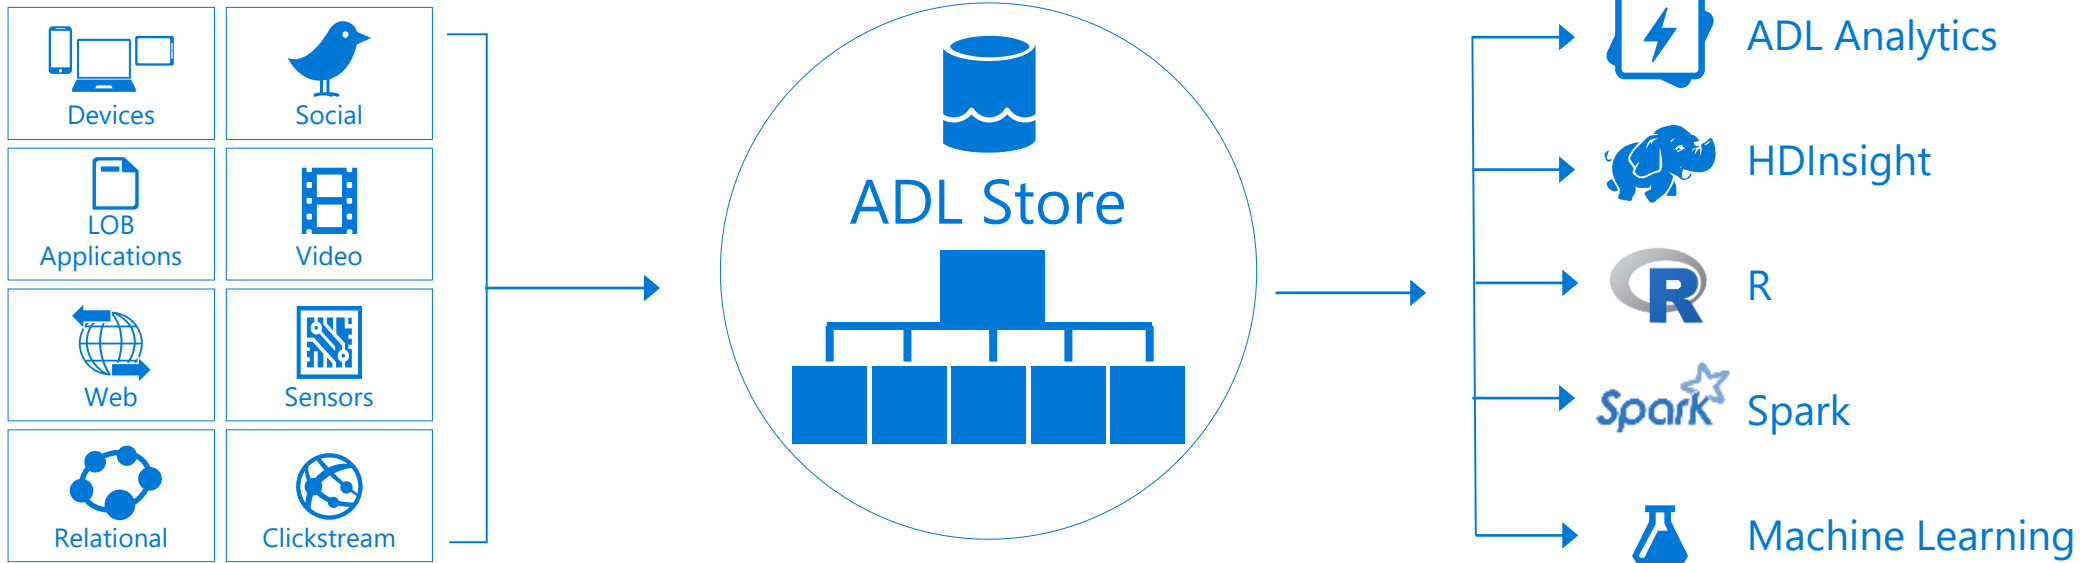 Devices
Social
LOB
Applications
Video
Web
Sensors
Relational
Clickstream
ADL Store
ADL Analytics
HDInsight
R
R
Spark
Spark
Machine Learning